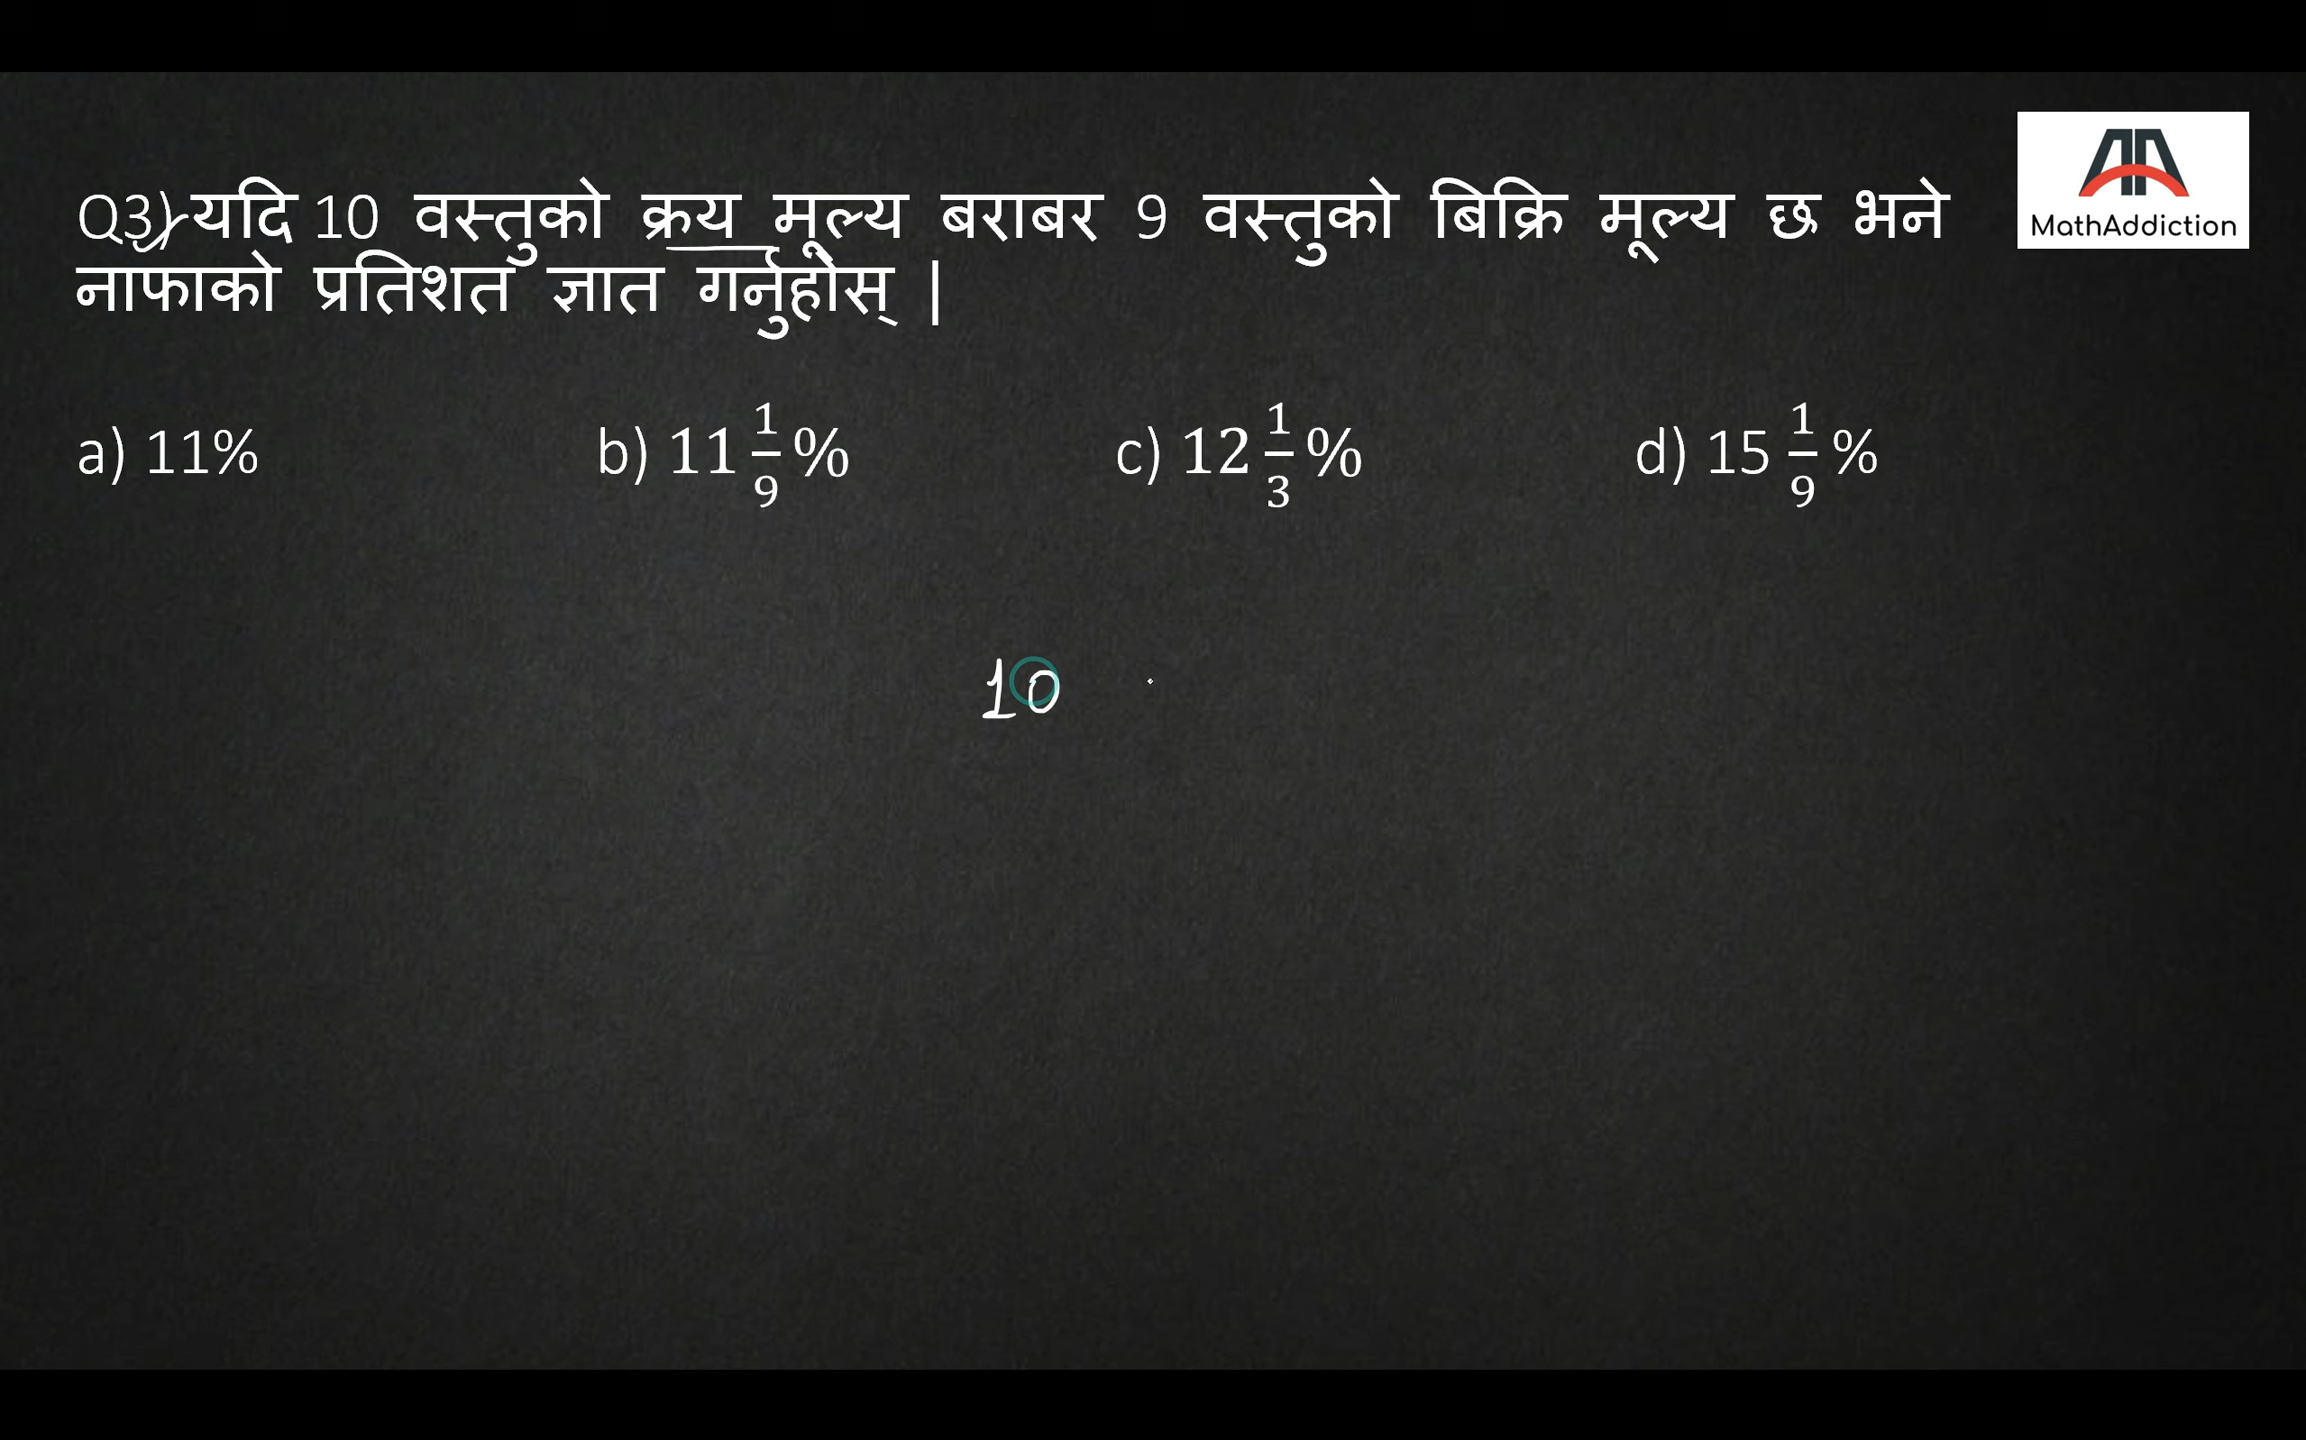 MathAddiction
Q3) यदि 10 वस्तुको क्रय मूल्य बराबर 9 वस्तुको बिक्रि मूल्य छ भने
नाफाको प्रतिशत ज्ञात गर्नुहोस् |
a) 11% b) 11 1/9 % c) 12 1/3 % d) 15 1/9 %
10